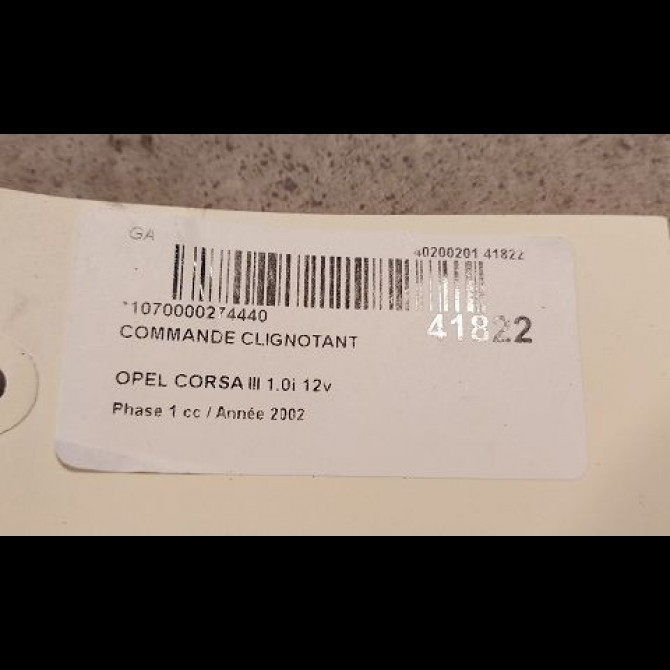 GA
40200201 41822
*1070000274440
41822
COMMANDE CLIGNOTANT
OPEL CORSA III 1.0i 12v
Phase 1 cc / Année 2002